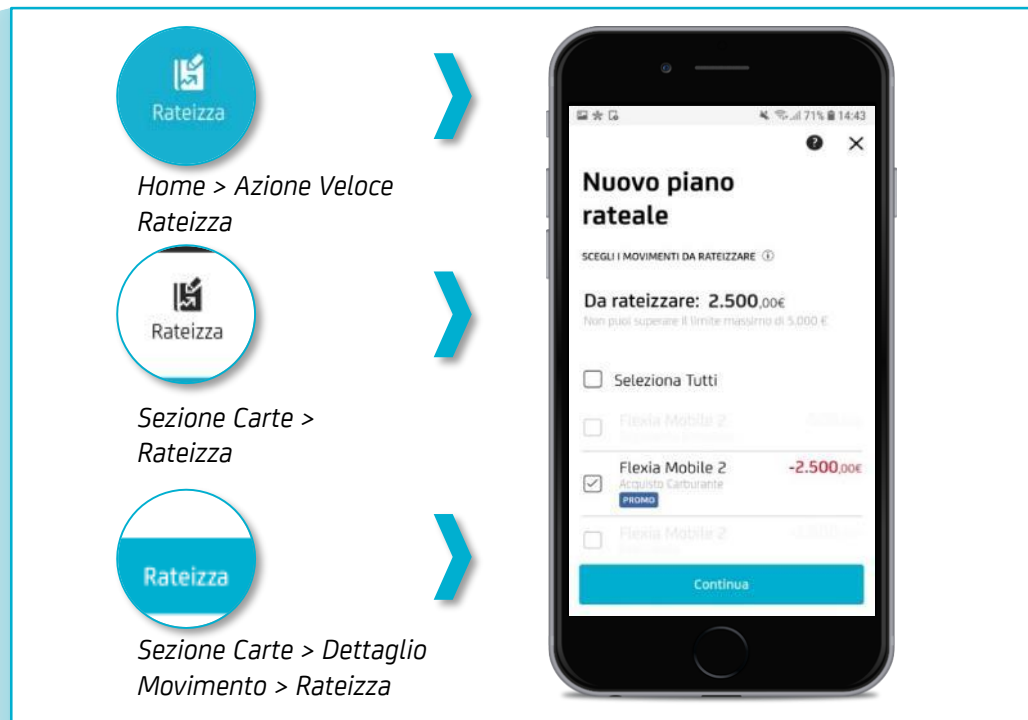 Rateizza
Home > Azione Veloce
Rateizza
Rateizza
Sezione Carte >
Rateizza
Rateizza
Sezione Carte > Dettaglio
Movimento > Rateizza
71% 14:43
Nuovo piano
rateale
SCEGLI I MOVIMENTI DA RATEIZZARE
Da rateizzare: 2.500,00€
Non puoi superare il limite massimo di 5.000 €
Seleziona Tutti
Flexia Mobile 2
Flexia Mobile 2 -2.500,00€
Acquisto Carburante
PROMO
Flexia Mobile 2
Continua